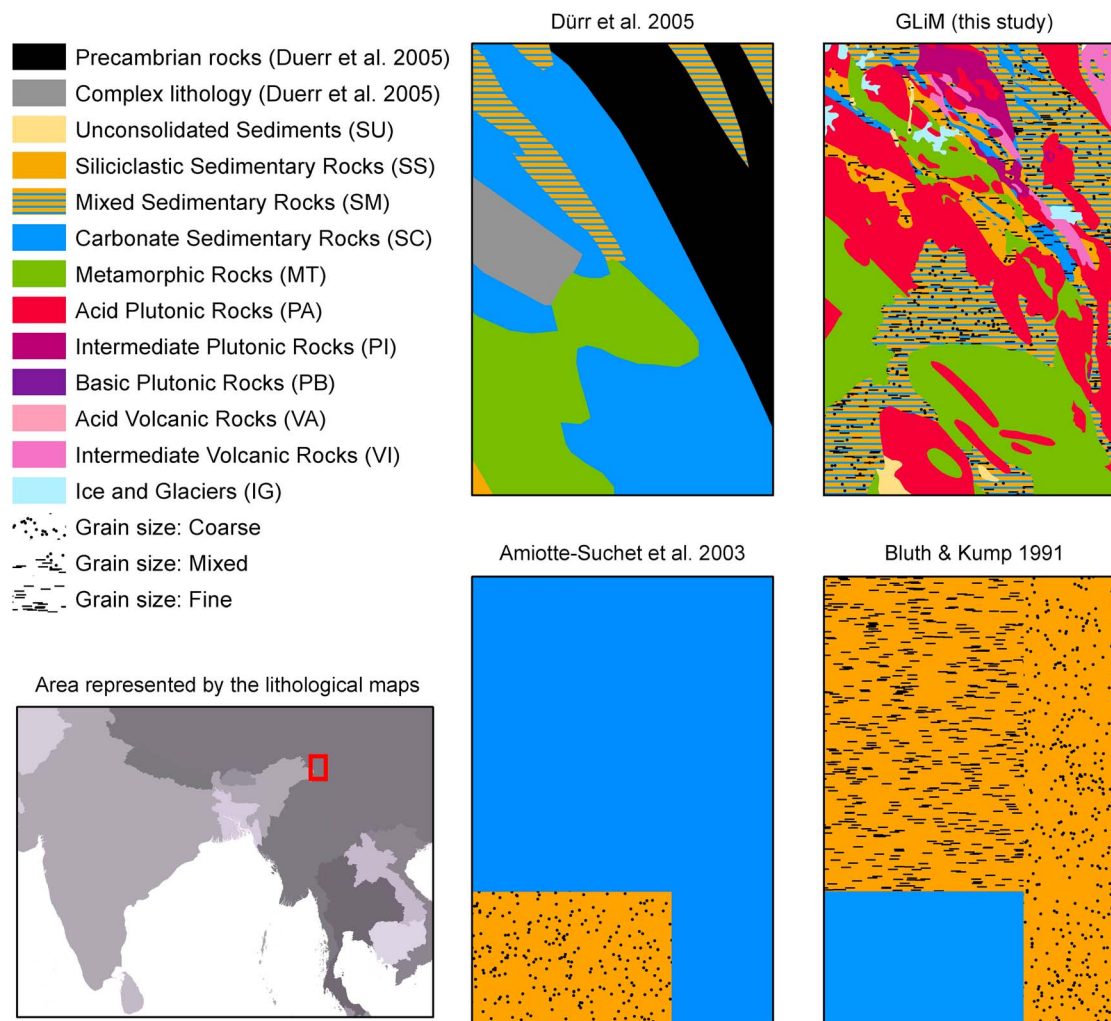 Dürr et al. 2005
GLiM (this study)
Precambrian rocks (Duerr et al. 2005)
Complex lithology (Duerr et al. 2005)
Unconsolidated Sediments (SU)
Siliciclastic Sedimentary Rocks (SS)
Mixed Sedimentary Rocks (SM)
Carbonate Sedimentary Rocks (SC)
Metamorphic Rocks (MT)
Acid Plutonic Rocks (PA)
Intermediate Plutonic Rocks (PI)
Basic Plutonic Rocks (PB)
Acid Volcanic Rocks (VA)
Intermediate Volcanic Rocks (VI)
Ice and Glaciers (IG)
Grain size: Coarse
Grain size: Mixed
Grain size: Fine
Amiotte-Suchet et al. 2003
Bluth & Kump 1991
Area represented by the lithological maps